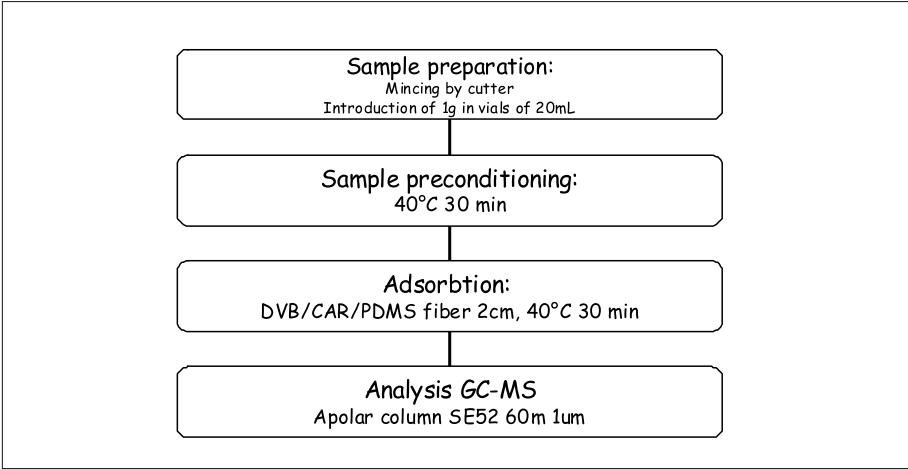 Sample preparation:
Mincing by cutter
Introduction of 1g in vials of 20mL
Sample preconditioning:
40°C 30 min
Adsorbtion:
DVB/CAR/PDMS fiber 2cm, 40°C 30 min
Analysis GC-MS
Apolar column SE52 60m 1um